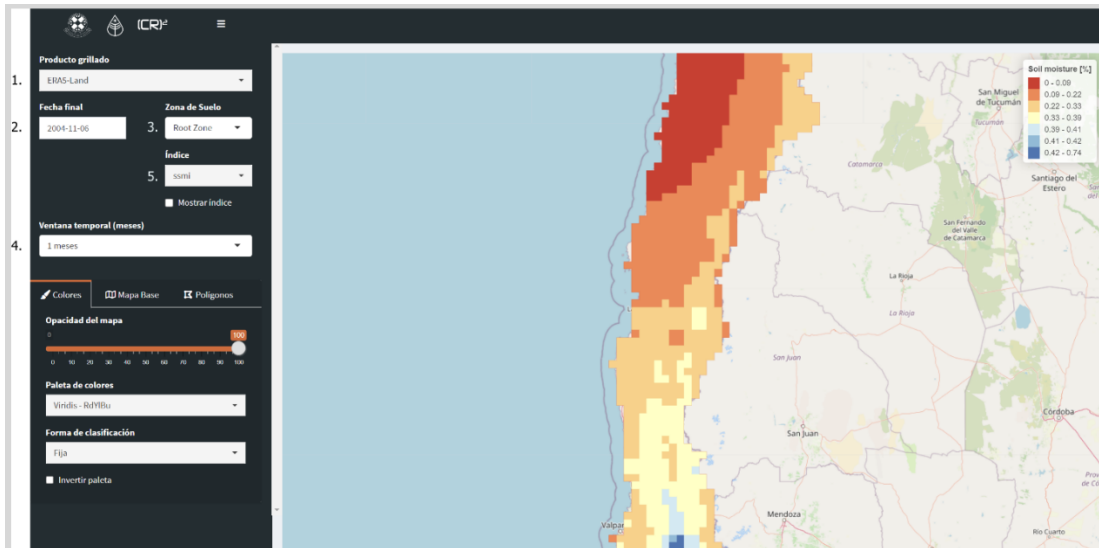 (CR)²
Producto grillado
1.
ERA5-Land
Fecha final
Zona de Suelo
2.
2004-11-06
3.
Root Zone
Índice
5.
ssmi
Mostrar índice
Ventana temporal (meses)
4.
1 meses
Colores
Mapa Base
Polígonos
Opacidad del mapa
0
100
0 10 20 30 40 50 60 70 80 90 100
Paleta de colores
Viridis - RdYlBu
Forma de clasificación
Fija
Invertir paleta
Soil moisture [%]
0 - 0.09
0.09 - 0.22
0.22 - 0.33
0.33 - 0.39
0.39 - 0.41
0.41 - 0.42
0.42 - 0.74
San Miguel
de Tucumán
Tucumán
Catamarca
Santiago del
Estero
San Fernando
del Valle
de Catamarca
La Rioja
La Rioja
San Juan
Córdoba
San Juan
Valpar
Mendoza
Río Cuarto